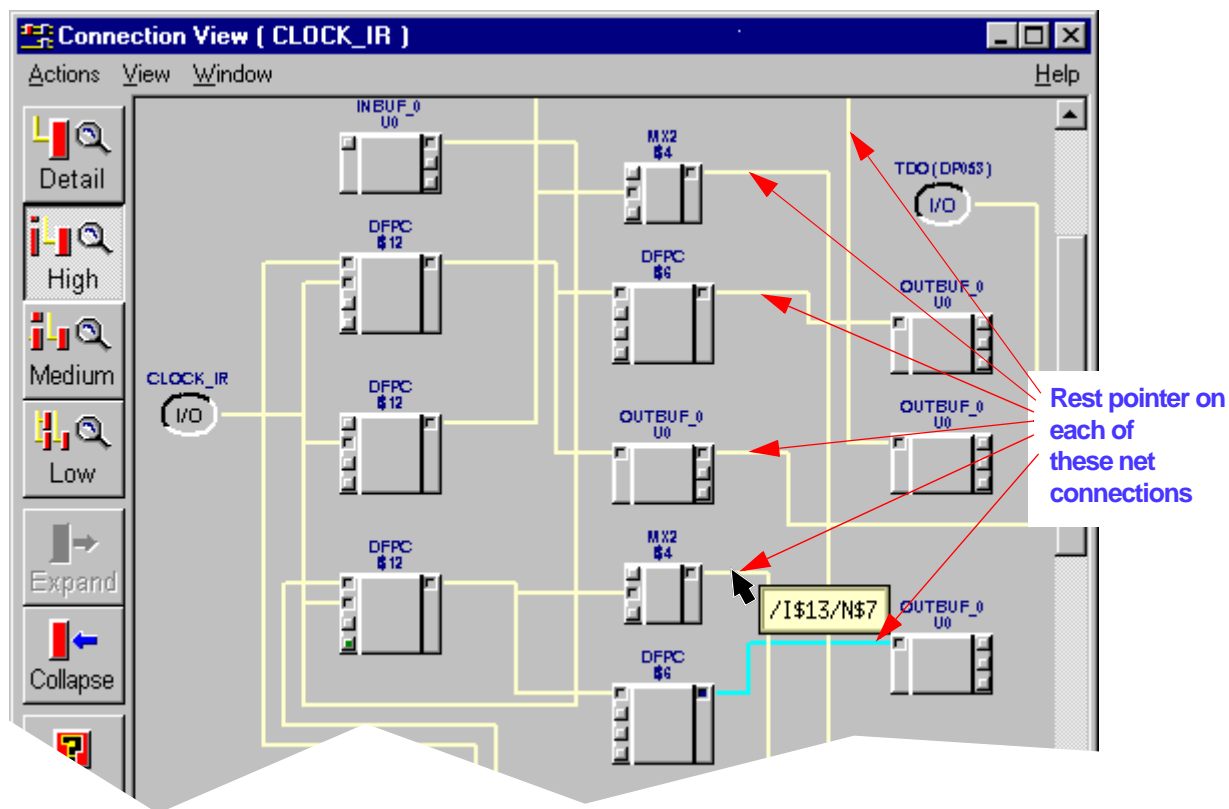 Connection View ( CLOCK_IR )
Actions View Window Help
Detail
High
Medium
Low
Expand
Collapse
INBUF_0
U0
MX2
$4
TDO(DP053)
I/O
DFPC
$12
DFPC
$6
OUTBUF_0
U0
CLOCK_IR
I/O
DFPC
$12
OUTBUF_0
U0
OUTBUF_0
U0
Rest pointer on
each of
these net
connections
DFPC
$12
MX2
$4
/I$13/N$7
OUTBUF_0
U0
DFPC
$6
?